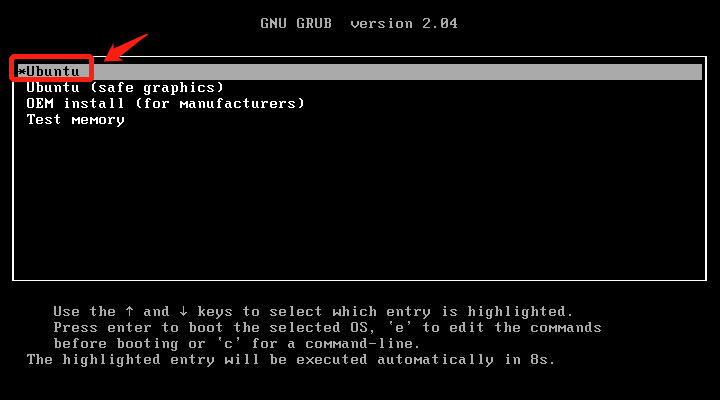 GNU GRUB  version 2.04
*Ubuntu
Ubuntu (safe graphics)
OEM install (for manufacturers)
Test memory
Use the ↑ and ↓ keys to select which entry is highlighted.
Press enter to boot the selected OS, `e' to edit the commands
before booting or `c' for a command-line.
The highlighted entry will be executed automatically in 8s.